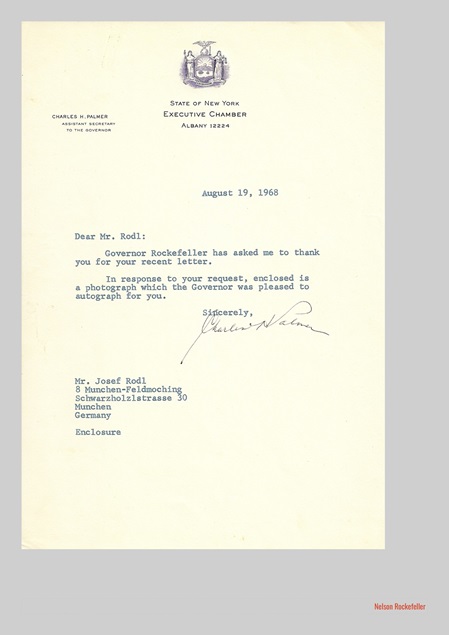 STATE OF NEW YORK
EXECUTIVE CHAMBER
ALBANY 12224
CHARLES H. PALMER
ASSISTANT SECRETARY
TO THE GOVERNOR
August 19, 1968
Dear Mr. Rodl:
Governor Rockefeller has asked me to thank
you for your recent letter.
In response to your request, enclosed is
a photograph which the Governor was pleased to
autograph for you.
Sincerely,
Charles H Palmer
Mr. Josef Rodl
8 Munchen-Feldmoching
Schwarzholzlstrasse 30
Munchen
Germany
Enclosure
Nelson Rockefeller